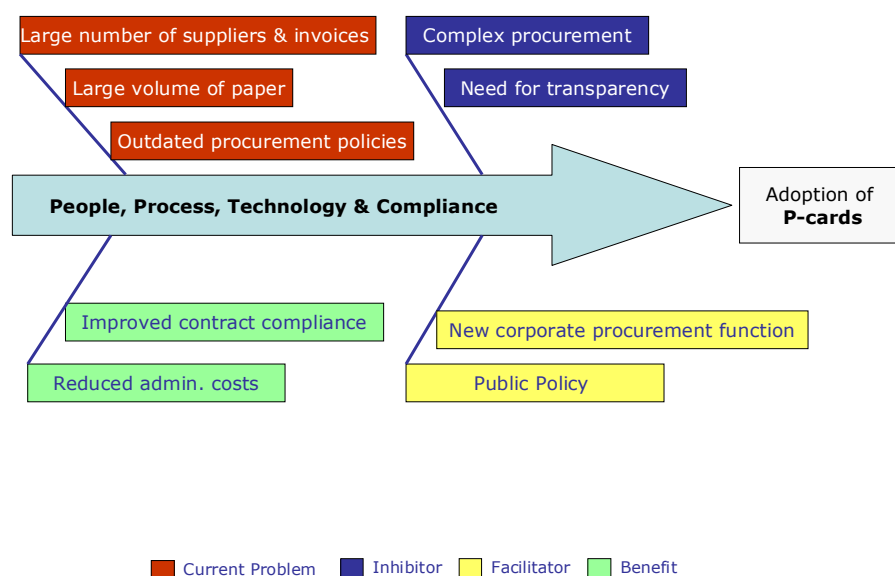 Large number of suppliers & invoices
Complex procurement
Large volume of paper
Need for transparency
Outdated procurement policies
People, Process, Technology & Compliance
Adoption of
P-cards
Improved contract compliance
New corporate procurement function
Reduced admin. costs
Public Policy
Current Problem
Inhibitor
Facilitator
Benefit